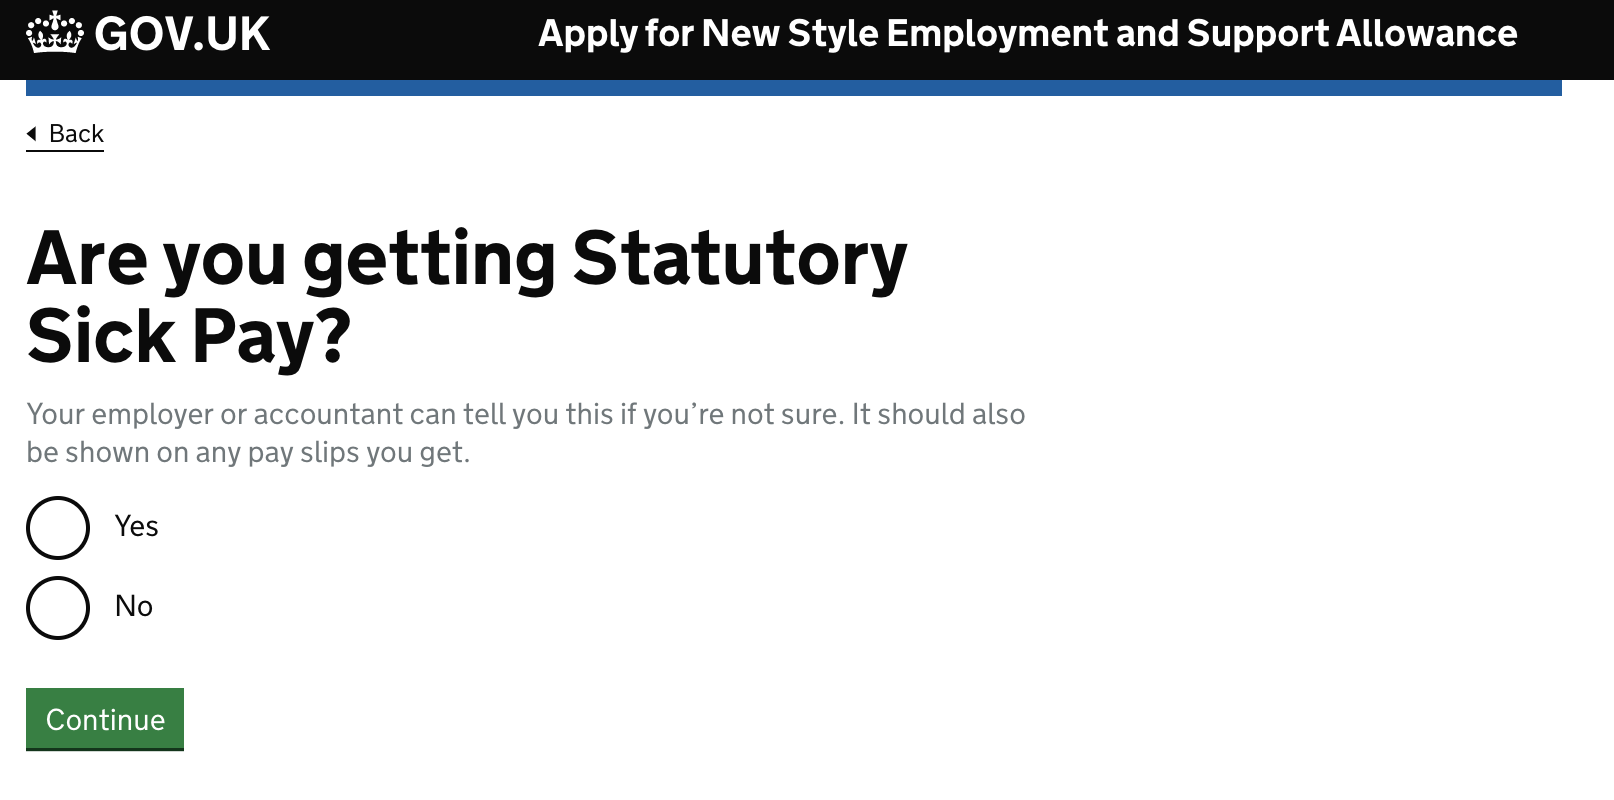 GOV.UK
Apply for New Style Employment and Support Allowance
Back
Are you getting Statutory
Sick Pay?
Your employer or accountant can tell you this if you’re not sure. It should also
be shown on any pay slips you get.
Yes
No
Continue